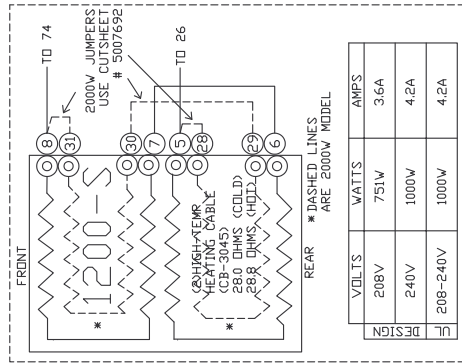 FRONT
8
31
TO 74
2000W JUMPERS
USE CUTSHEET
# 5007692
1200-S
*
30
7
5
28
TO 26
(2)HIGH TEMP.
HEATING CABLE
(CB-3045)
28.0 OHMS (COLD)
28.8 OHMS (HOT)
*
29
6
REAR
*DASHED LINES
ARE 2000W MODEL
VOLTS WATTS AMPS
DESIGN 208V 751W 3.6A
240V 1000W 4.2A
UL 208-240V 1000W 4.2A